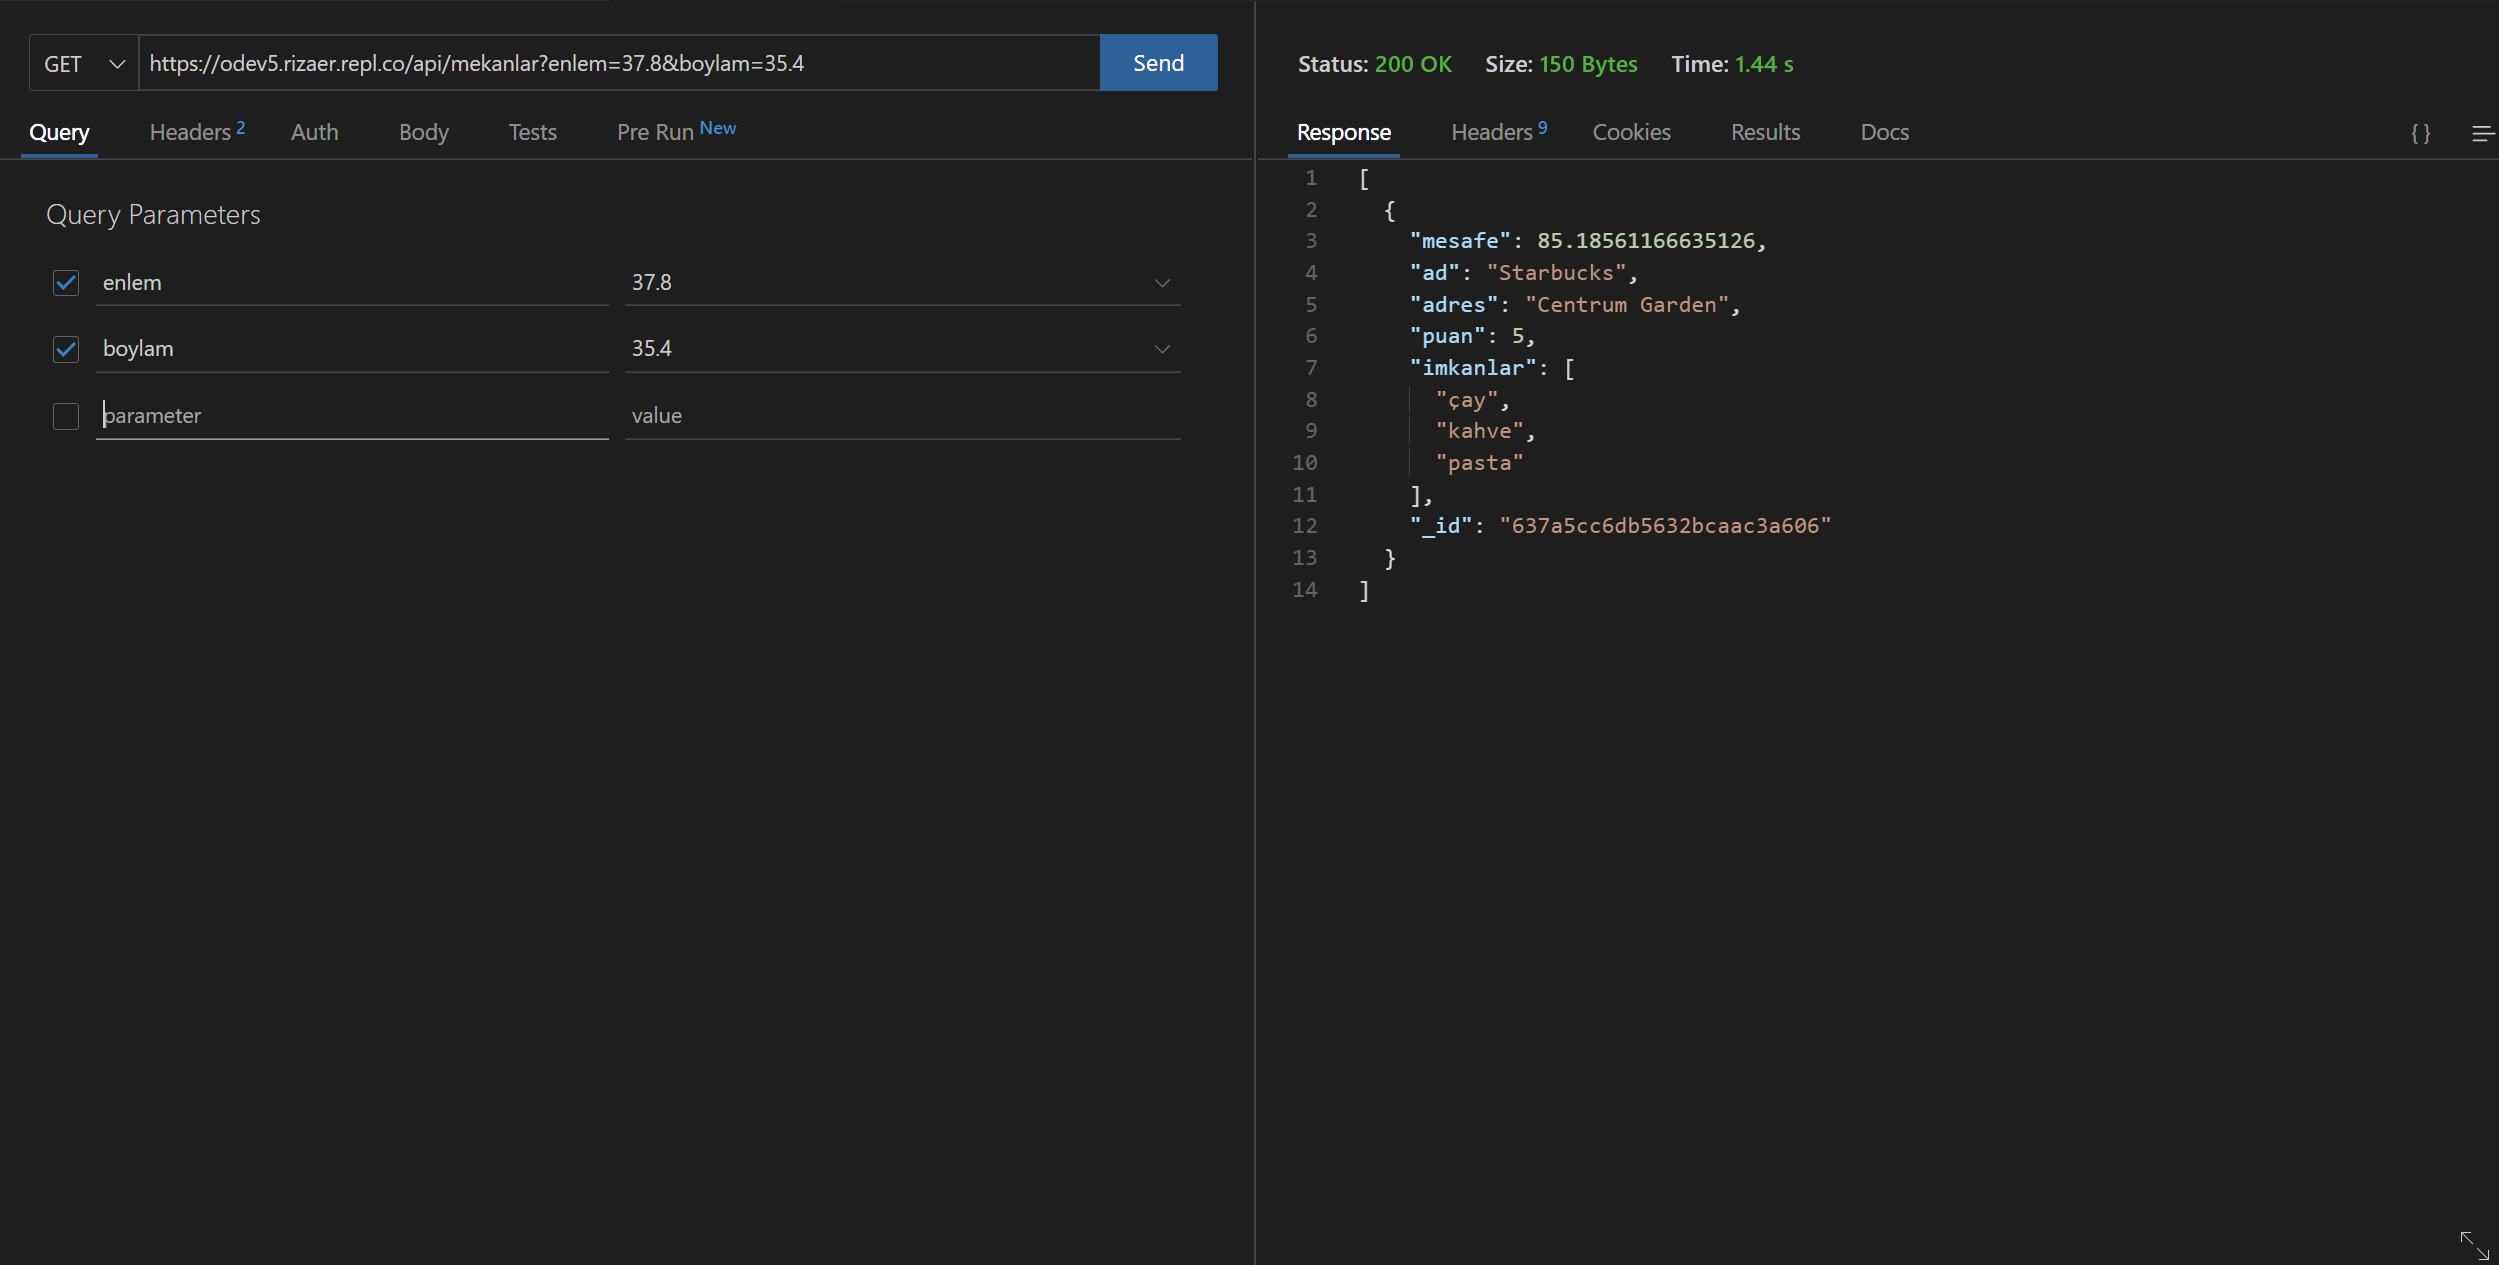 GET https://odev5.rizaer.repl.co/api/mekanlar?enlem=37.8&boylam=35.4 Send
Query Headers 2 Auth Body Tests Pre Run New
Query Parameters
enlem 37.8
boylam 35.4
parameter value
Status: 200 OK Size: 150 Bytes Time: 1.44 s
Response Headers 9 Cookies Results Docs { }
1 [
2 {
3 "mesafe": 85.18561166635126,
4 "ad": "Starbucks",
5 "adres": "Centrum Garden",
6 "puan": 5,
7 "imkanlar": [
8 "çay",
9 "kahve",
10 "pasta"
11 ],
12 "_id": "637a5cc6db5632bcaac3a606"
13 }
14 ]